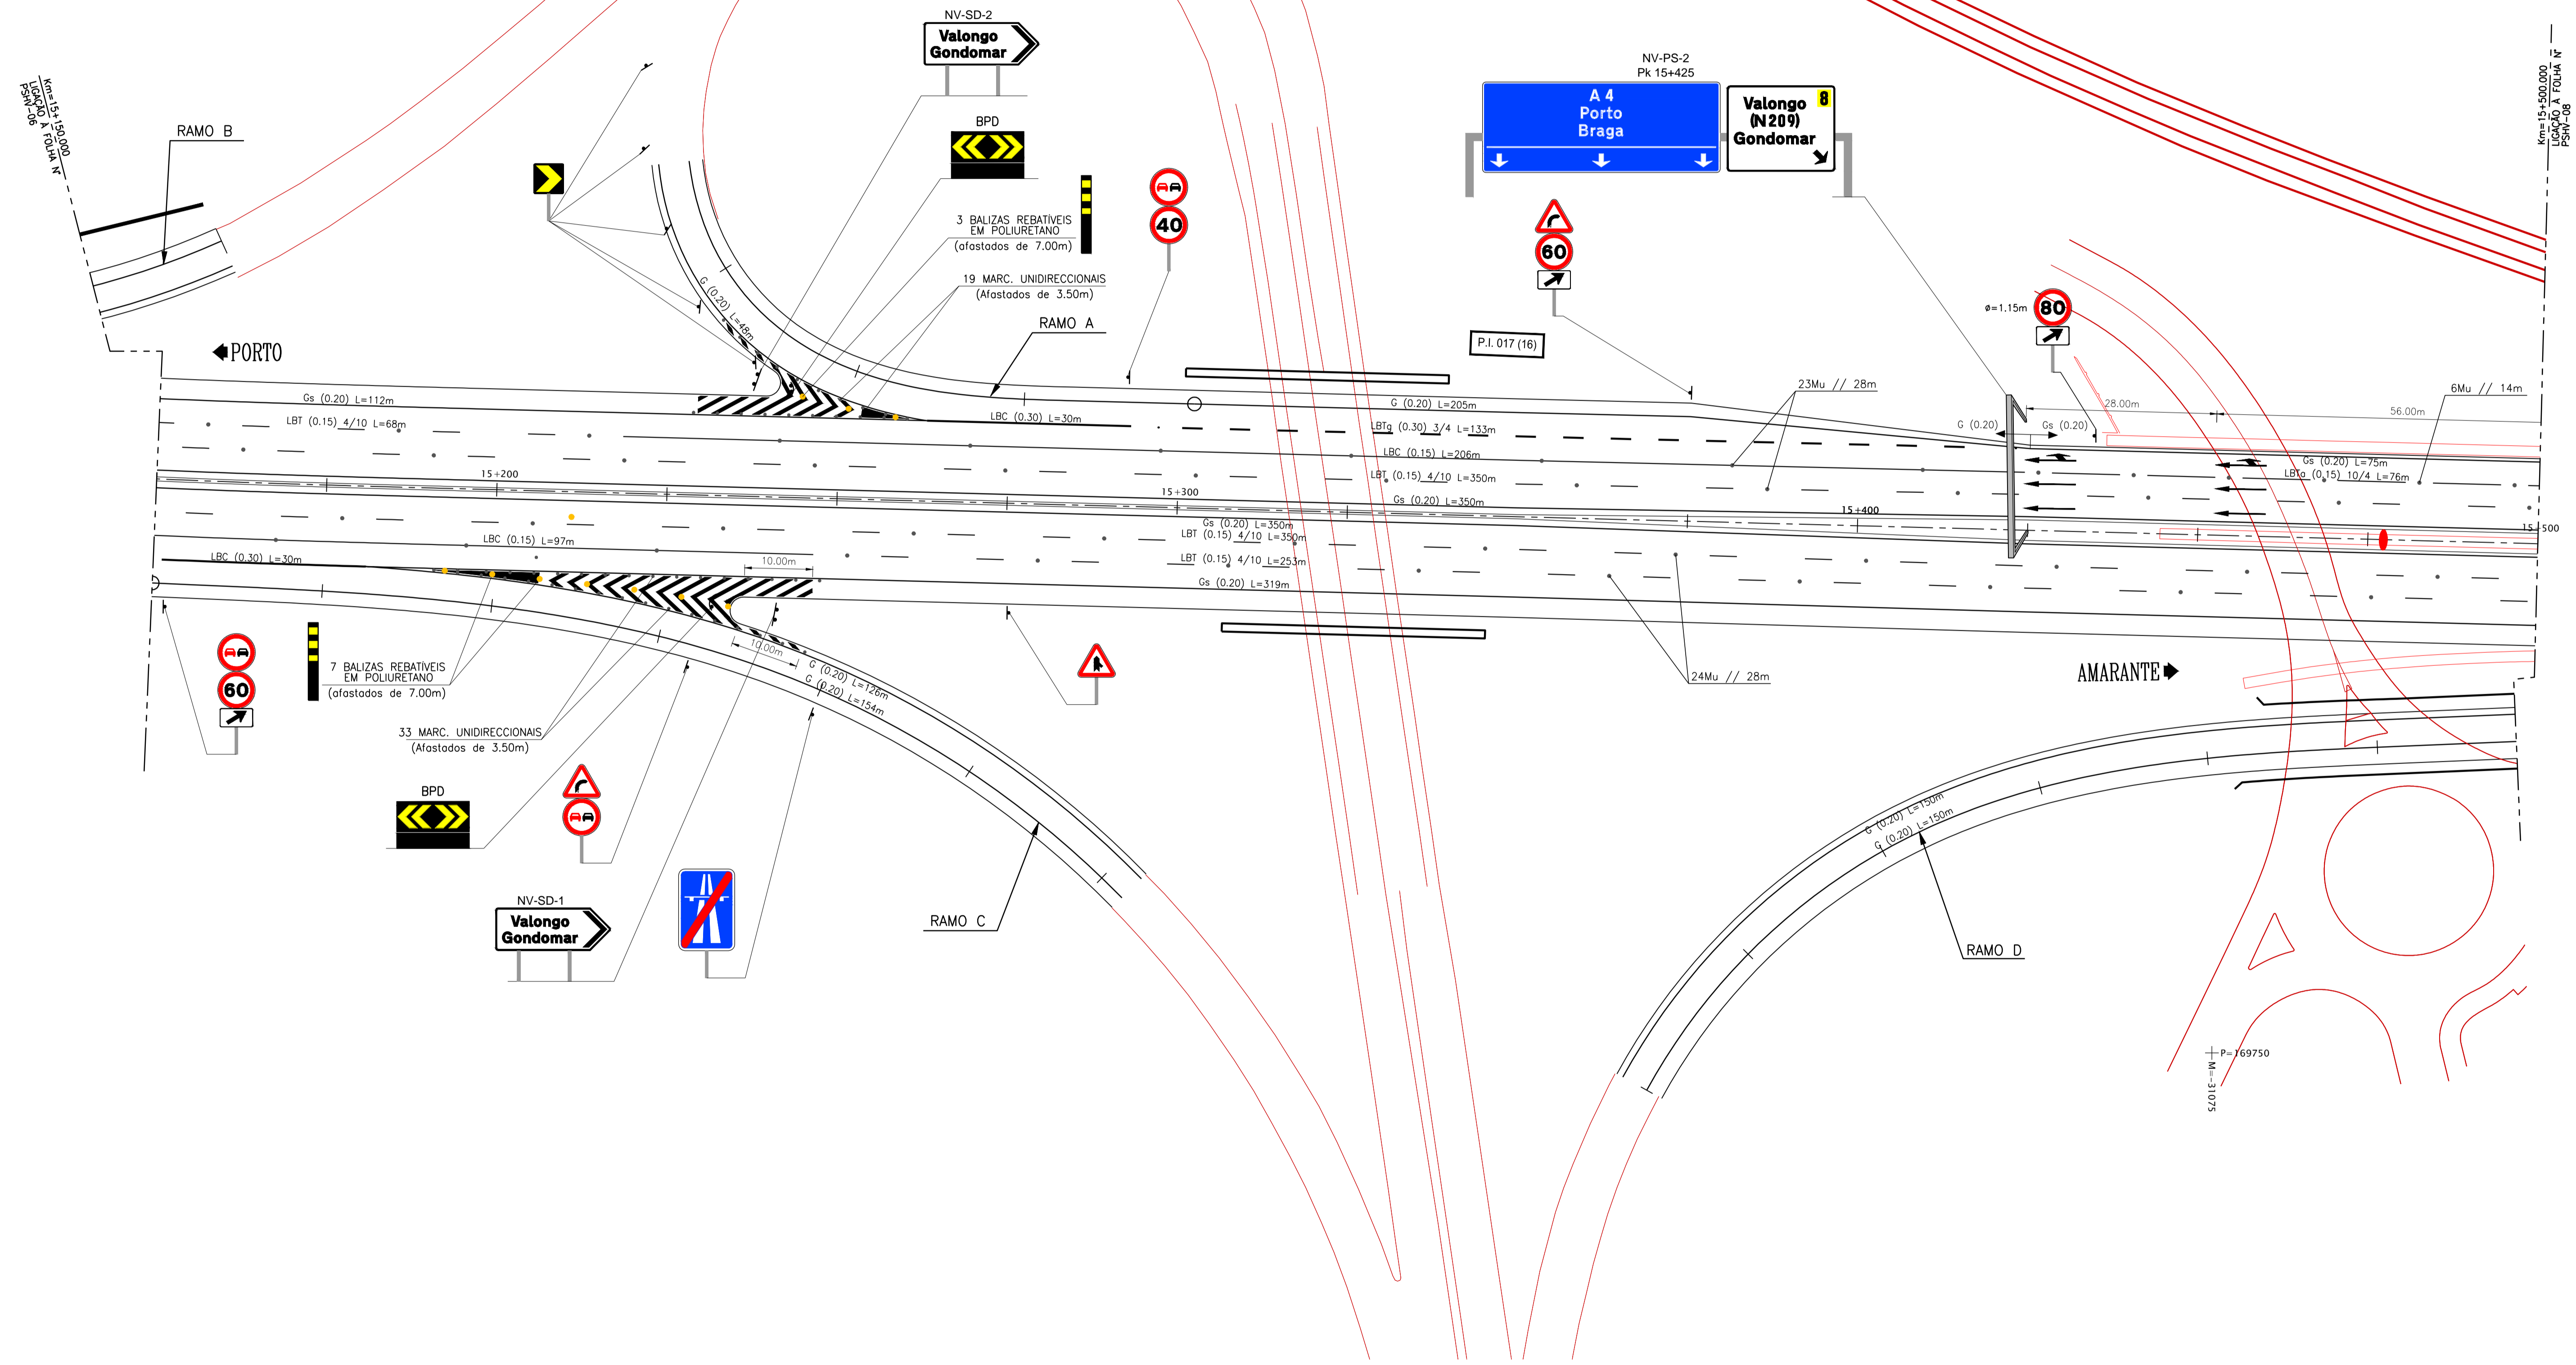 NV-SD-2
Valongo
Gondomar
BPD
3 BALIZAS REBATÍVEIS
EM POLIURETANO
(afastados de 7.00m)
19 MARC. UNIDIRECCIONAIS
(Afastados de 3.50m)
40
NV-PS-2
Pk 15+425
A 4
Porto
Braga
Valongo 8
(N 209)
Gondomar
60
P.I. 017 (16)
ø=1.15m
80
Km=15+150.000
LIGAÇÃO À FOLHA Nº
PSHV-06
Km=15+500.000
LIGAÇÃO À FOLHA Nº
PSHV-08
RAMO B
RAMO A
PORTO
G (0.20) L=48m
Gs (0.20) L=112m
LBT (0.15) 4/10 L=68m
LBC (0.30) L=30m
G (0.20) L=205m
LBTg (0.30) 3/4 L=133m
LBC (0.15) L=206m
LBT (0.15) 4/10 L=350m
Gs (0.20) L=350m
23Mu // 28m
6Mu // 14m
28.00m
56.00m
G (0.20)
Gs (0.20)
Gs (0.20) L=75m
LBTa (0.15) 10/4 L=76m
15+200
15+300
15+400
15+500
Gs (0.20) L=350m
LBT (0.15) 4/10 L=350m
LBT (0.15) 4/10 L=253m
Gs (0.20) L=319m
LBC (0.15) L=97m
LBC (0.30) L=30m
10.00m
10.00m
G (0.20) L=126m
G (0.20) L=154m
60
7 BALIZAS REBATÍVEIS
EM POLIURETANO
(afastados de 7.00m)
33 MARC. UNIDIRECCIONAIS
(Afastados de 3.50m)
BPD
NV-SD-1
Valongo
Gondomar
RAMO C
24Mu // 28m
AMARANTE
G (0.20) L=150m
G (0.20) L=150m
RAMO D
P=169750
M=-31075